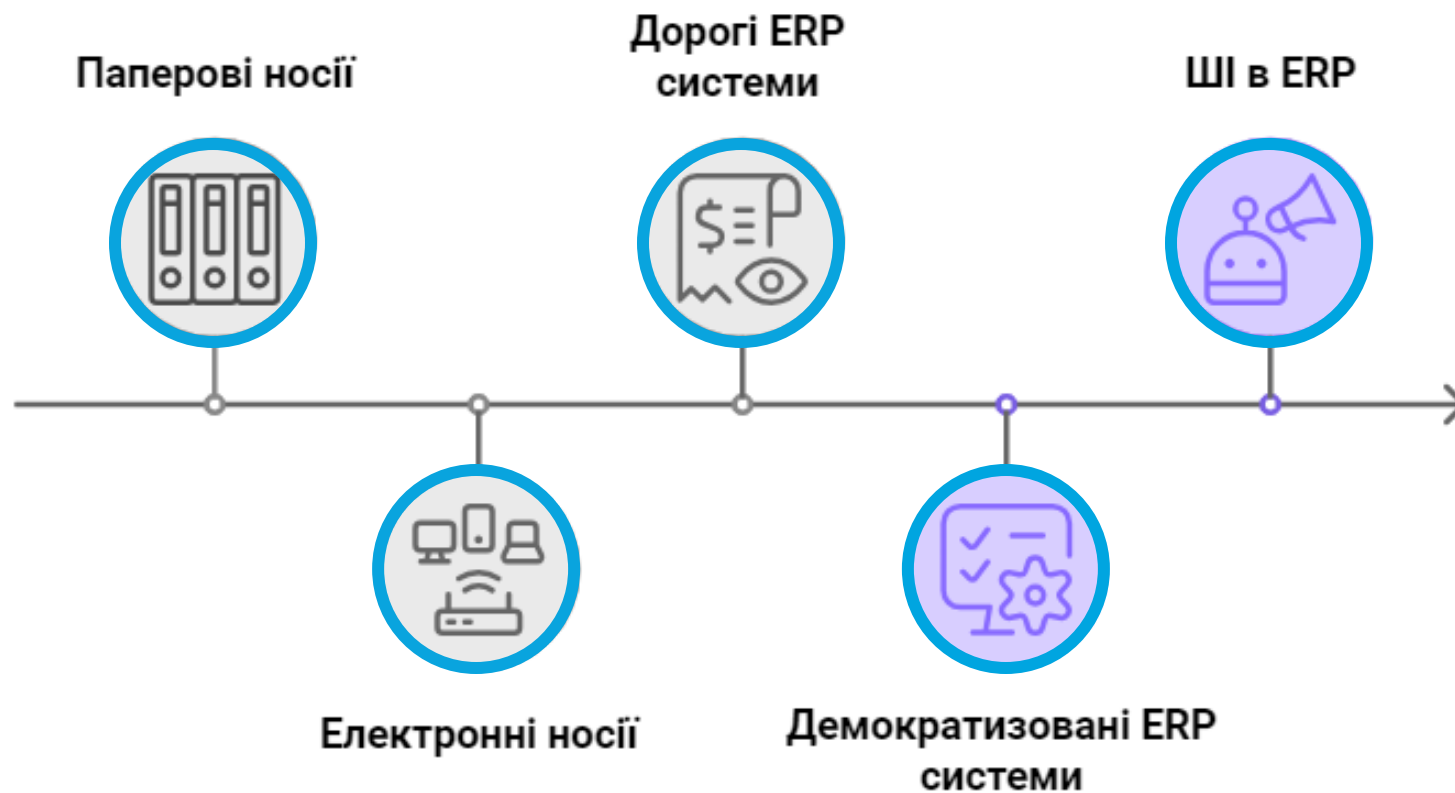 Паперові носії
Електронні носії
Дорогі ERP
системи
Демократизовані ERP
системи
ШІ в ERP